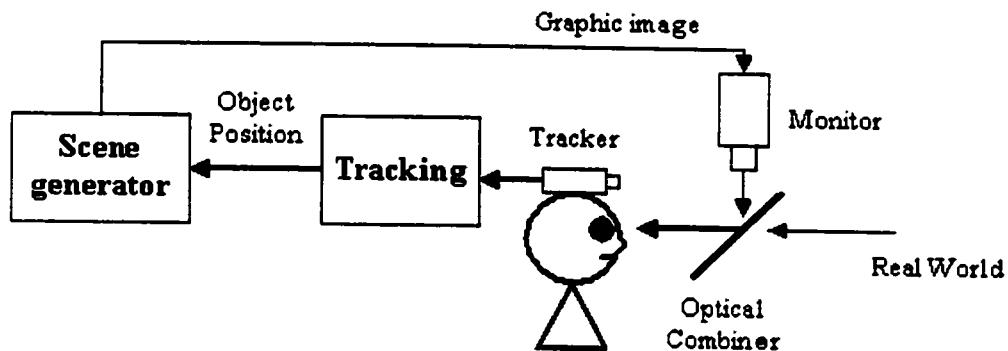 Graphic image
Object
Position
Scene
generator
Tracking
Tracker
Monitor
Real World
Optical
Combiner